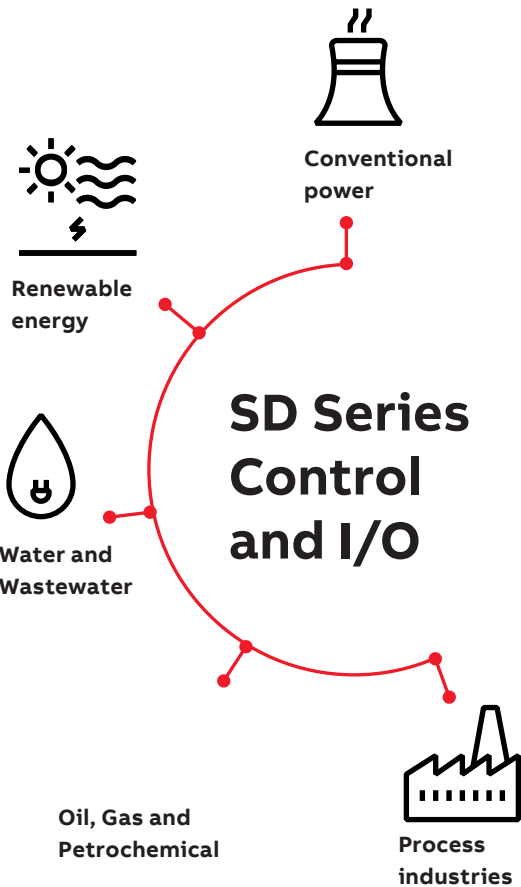 Conventional
power
Renewable
energy
SD Series
Control
and I/O
Water and
Wastewater
Oil, Gas and
Petrochemical
Process
industries